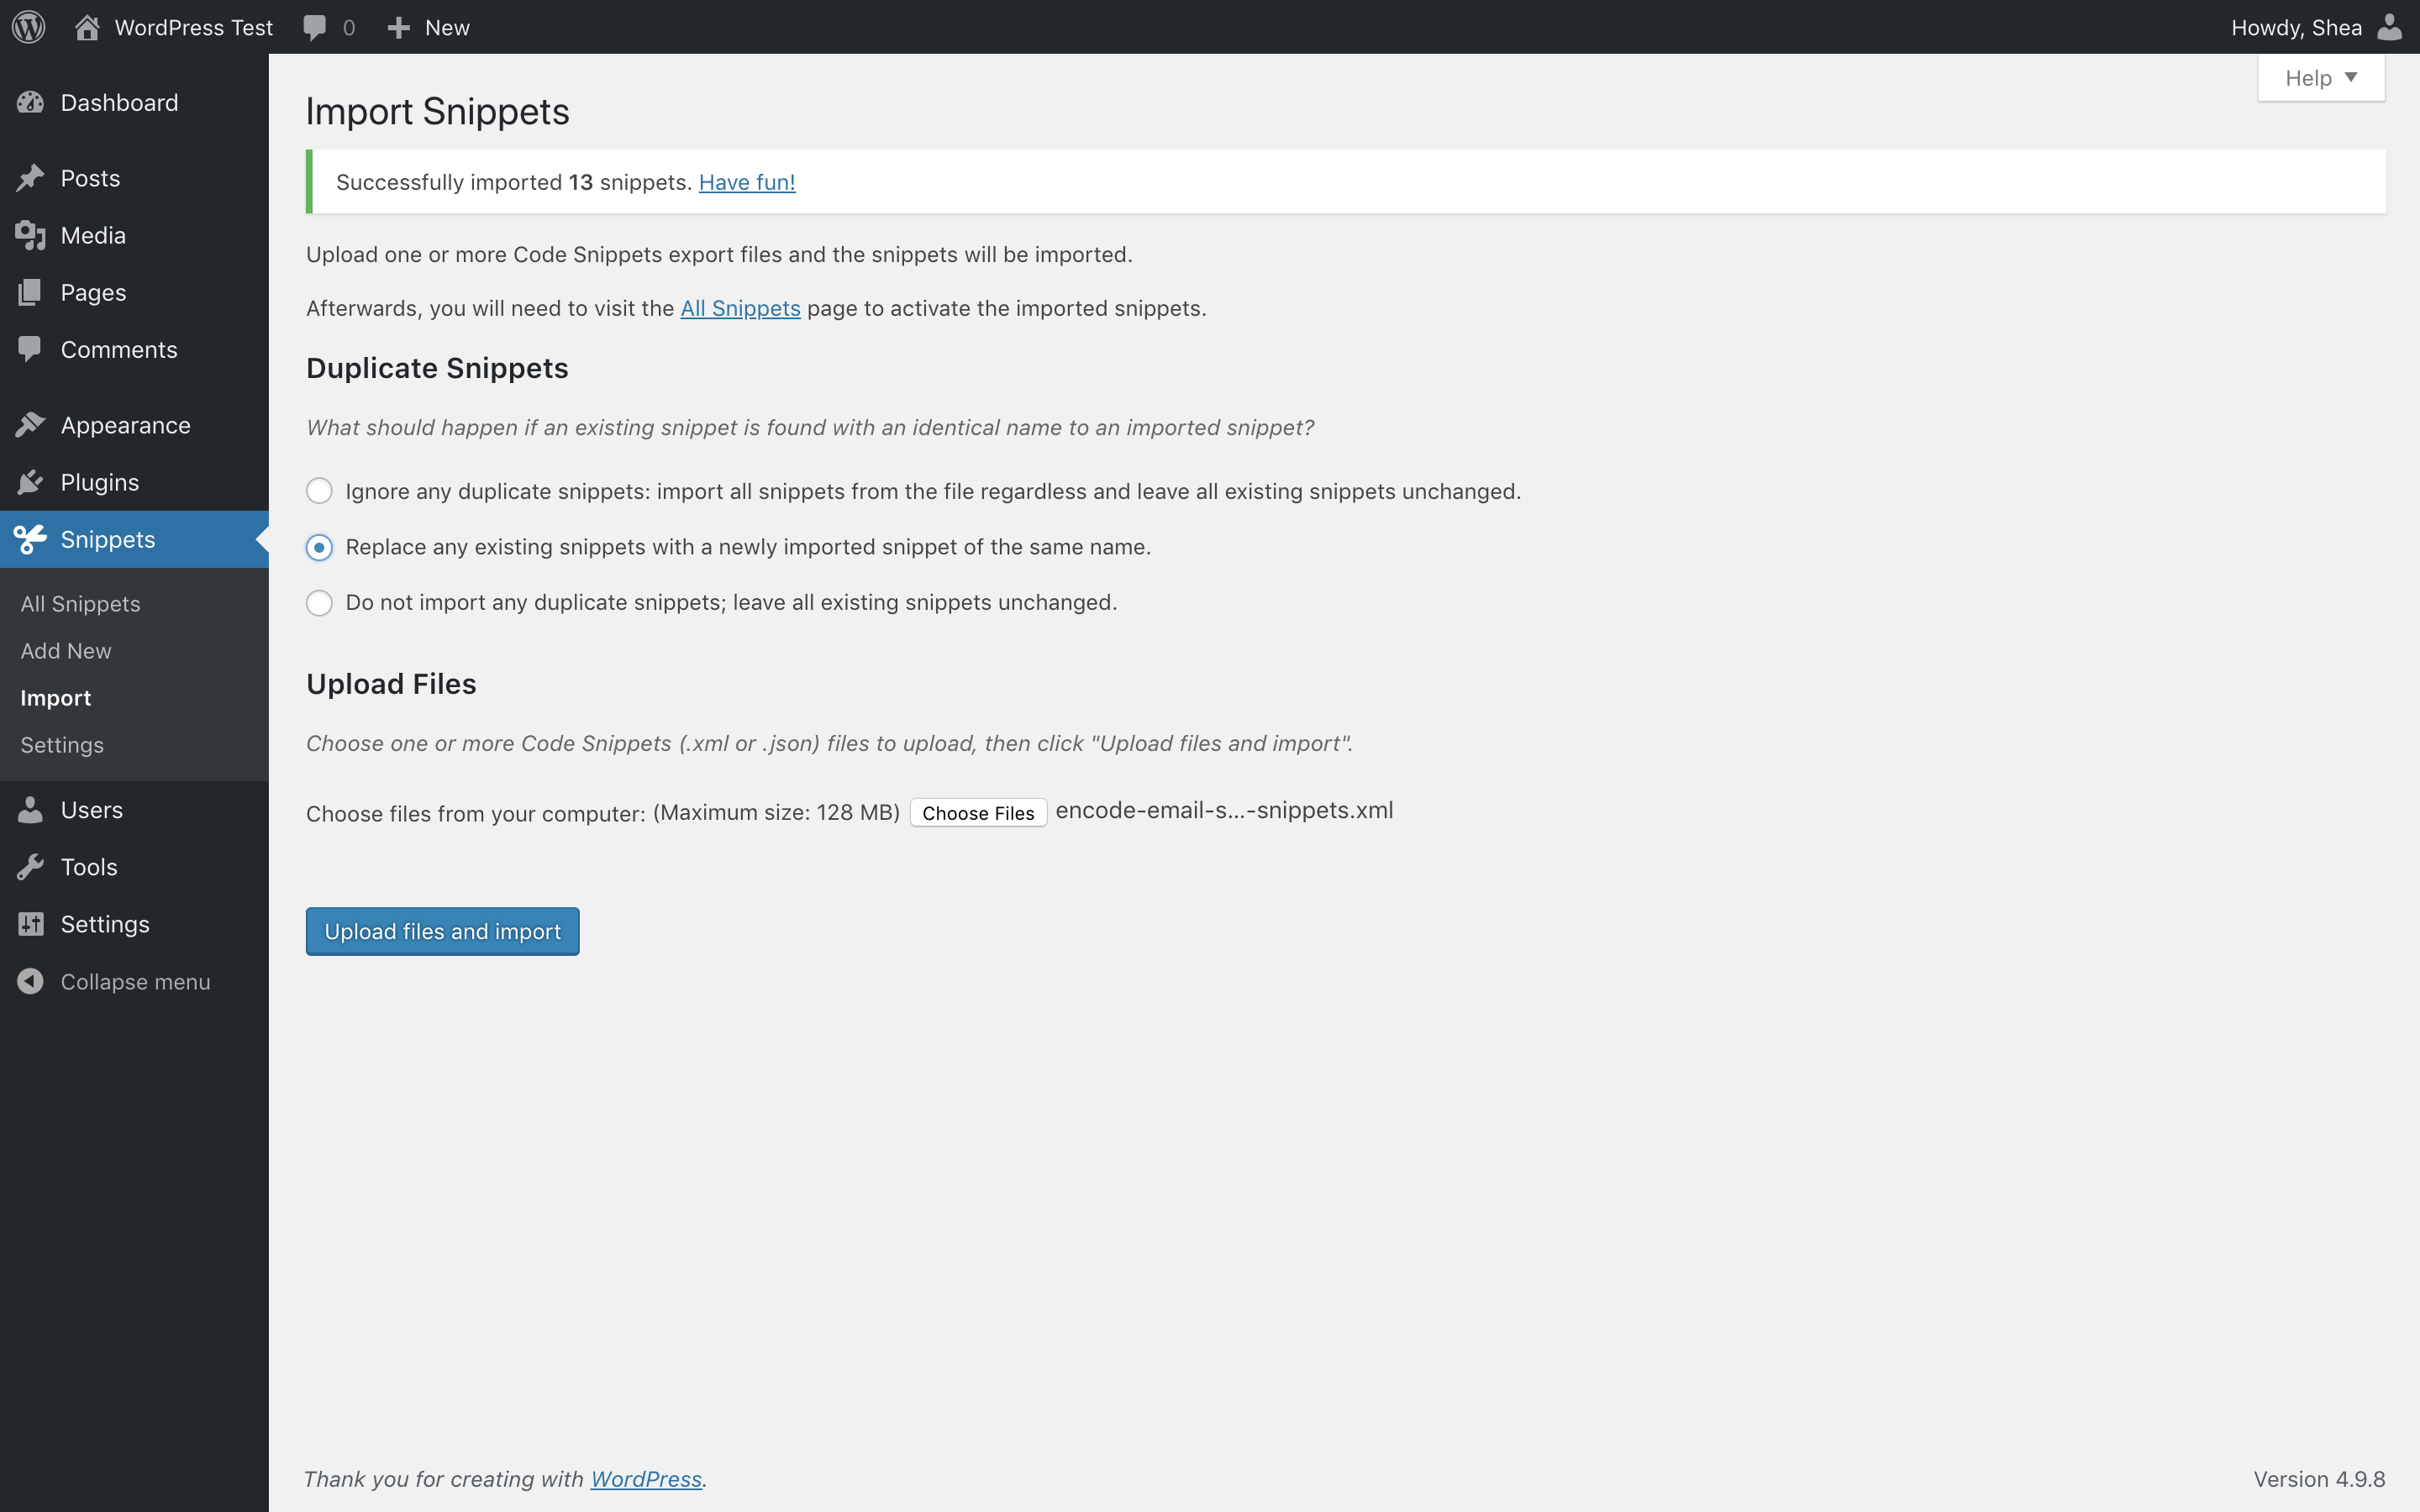 WordPress Test 0 New Howdy, Shea
Help
Dashboard
Posts
Media
Pages
Comments
Appearance
Plugins
Snippets
All Snippets
Add New
Import
Settings
Users
Tools
Settings
Collapse menu
Import Snippets
Successfully imported 13 snippets. Have fun!
Upload one or more Code Snippets export files and the snippets will be imported.
Afterwards, you will need to visit the All Snippets page to activate the imported snippets.
Duplicate Snippets
What should happen if an existing snippet is found with an identical name to an imported snippet?
Ignore any duplicate snippets: import all snippets from the file regardless and leave all existing snippets unchanged.
Replace any existing snippets with a newly imported snippet of the same name.
Do not import any duplicate snippets; leave all existing snippets unchanged.
Upload Files
Choose one or more Code Snippets (.xml or .json) files to upload, then click "Upload files and import".
Choose files from your computer: (Maximum size: 128 MB) Choose Files encode-email-s...-snippets.xml
Upload files and import
Thank you for creating with WordPress. Version 4.9.8